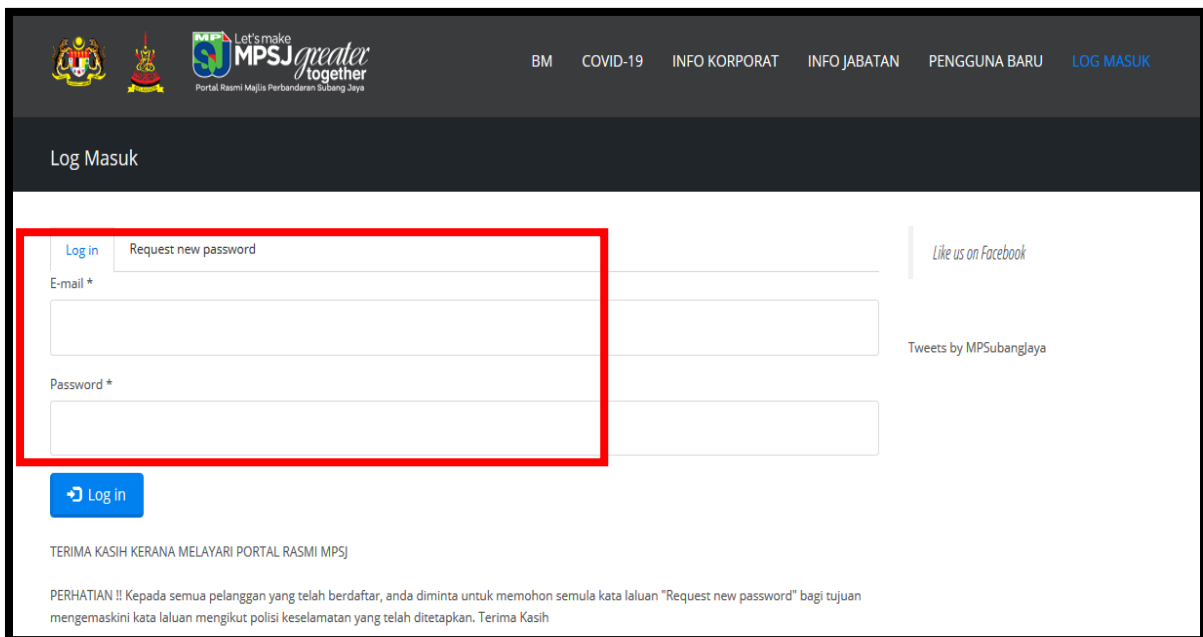 Let's make
MPSJ greater
together
Portal Rasmi Majlis Perbandaran Subang Jaya
BM COVID-19 INFO KORPORAT INFO JABATAN PENGGUNA BARU LOG MASUK
Log Masuk
Log in Request new password
E-mail *
Password *
Log in
TERIMA KASIH KERANA MELAYARI PORTAL RASMI MPSJ
PERHATIAN !! Kepada semua pelanggan yang telah berdaftar, anda diminta untuk memohon semula kata laluan "Request new password" bagi tujuan
mengemaskini kata laluan mengikut polisi keselamatan yang telah ditetapkan. Terima Kasih
Like us on Facebook
Tweets by MPSubangJaya